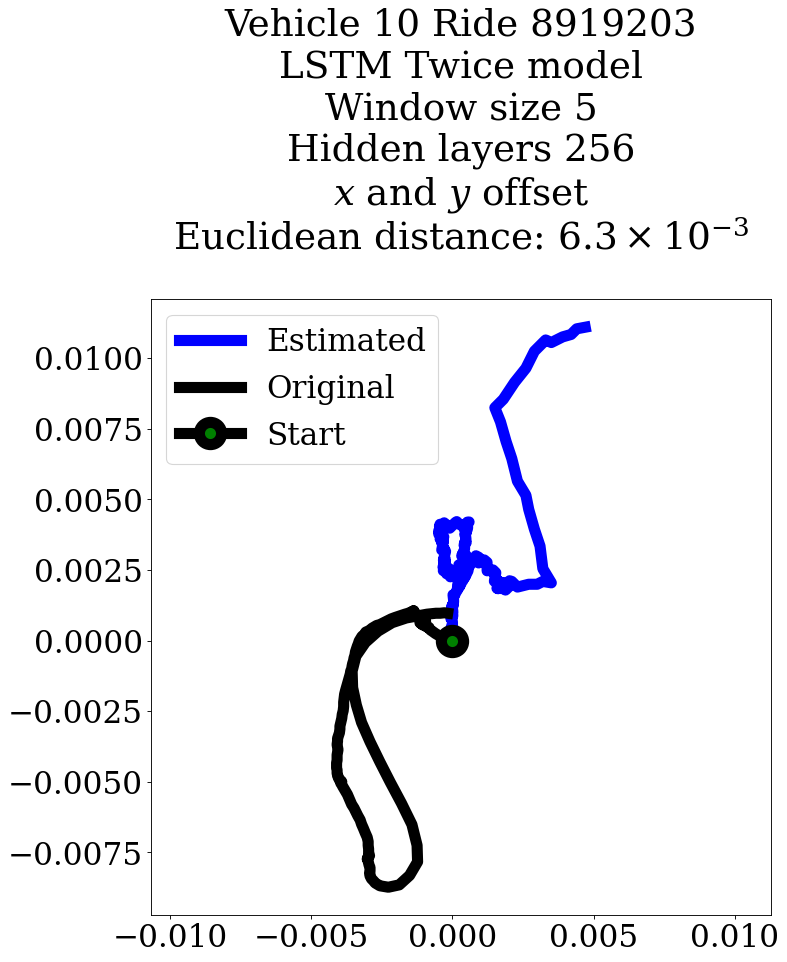 Vehicle 10 Ride 8919203
LSTM Twice model
Window size 5
Hidden layers 256
x and y offset
Euclidean distance: 6.3 × 10⁻³
Estimated
Original
Start
0.0100
0.0075
0.0050
0.0025
0.0000
−0.0025
−0.0050
−0.0075
−0.010 −0.005 0.000 0.005 0.010